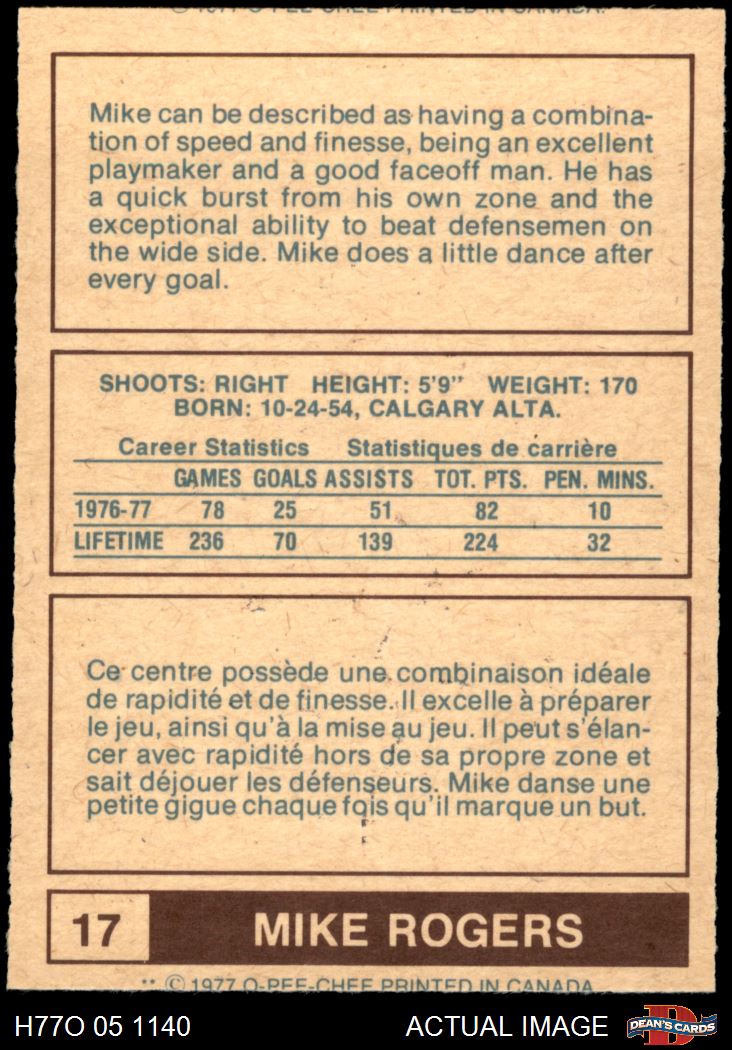 © 1977 O-PEE-CHEE PRINTED IN CANADA.
Mike can be described as having a combina-
tion of speed and finesse, being an excellent
playmaker and a good faceoff man. He has
a quick burst from his own zone and the
exceptional ability to beat defensemen on
the wide side. Mike does a little dance after
every goal.
SHOOTS: RIGHT HEIGHT: 5'9" WEIGHT: 170
BORN: 10-24-54, CALGARY ALTA.
Career Statistics Statistiques de carrière
GAMES GOALS ASSISTS TOT. PTS. PEN. MINS.
1976-77 78 25 51 82 10
LIFETIME 236 70 139 224 32
Ce centre possède une combinaison idéale
de rapidité et de finesse. Il excelle à préparer
le jeu, ainsi qu'à la mise au jeu. Il peut s'élan-
cer avec rapidité hors de sa propre zone et
sait déjouer les défenseurs. Mike danse une
petite gigue chaque fois qu'il marque un but.
17 MIKE ROGERS
** © 1977 O-PEE-CHEE PRINTED IN CANADA
H77O 05 1140 ACTUAL IMAGE DEAN'S CARDS